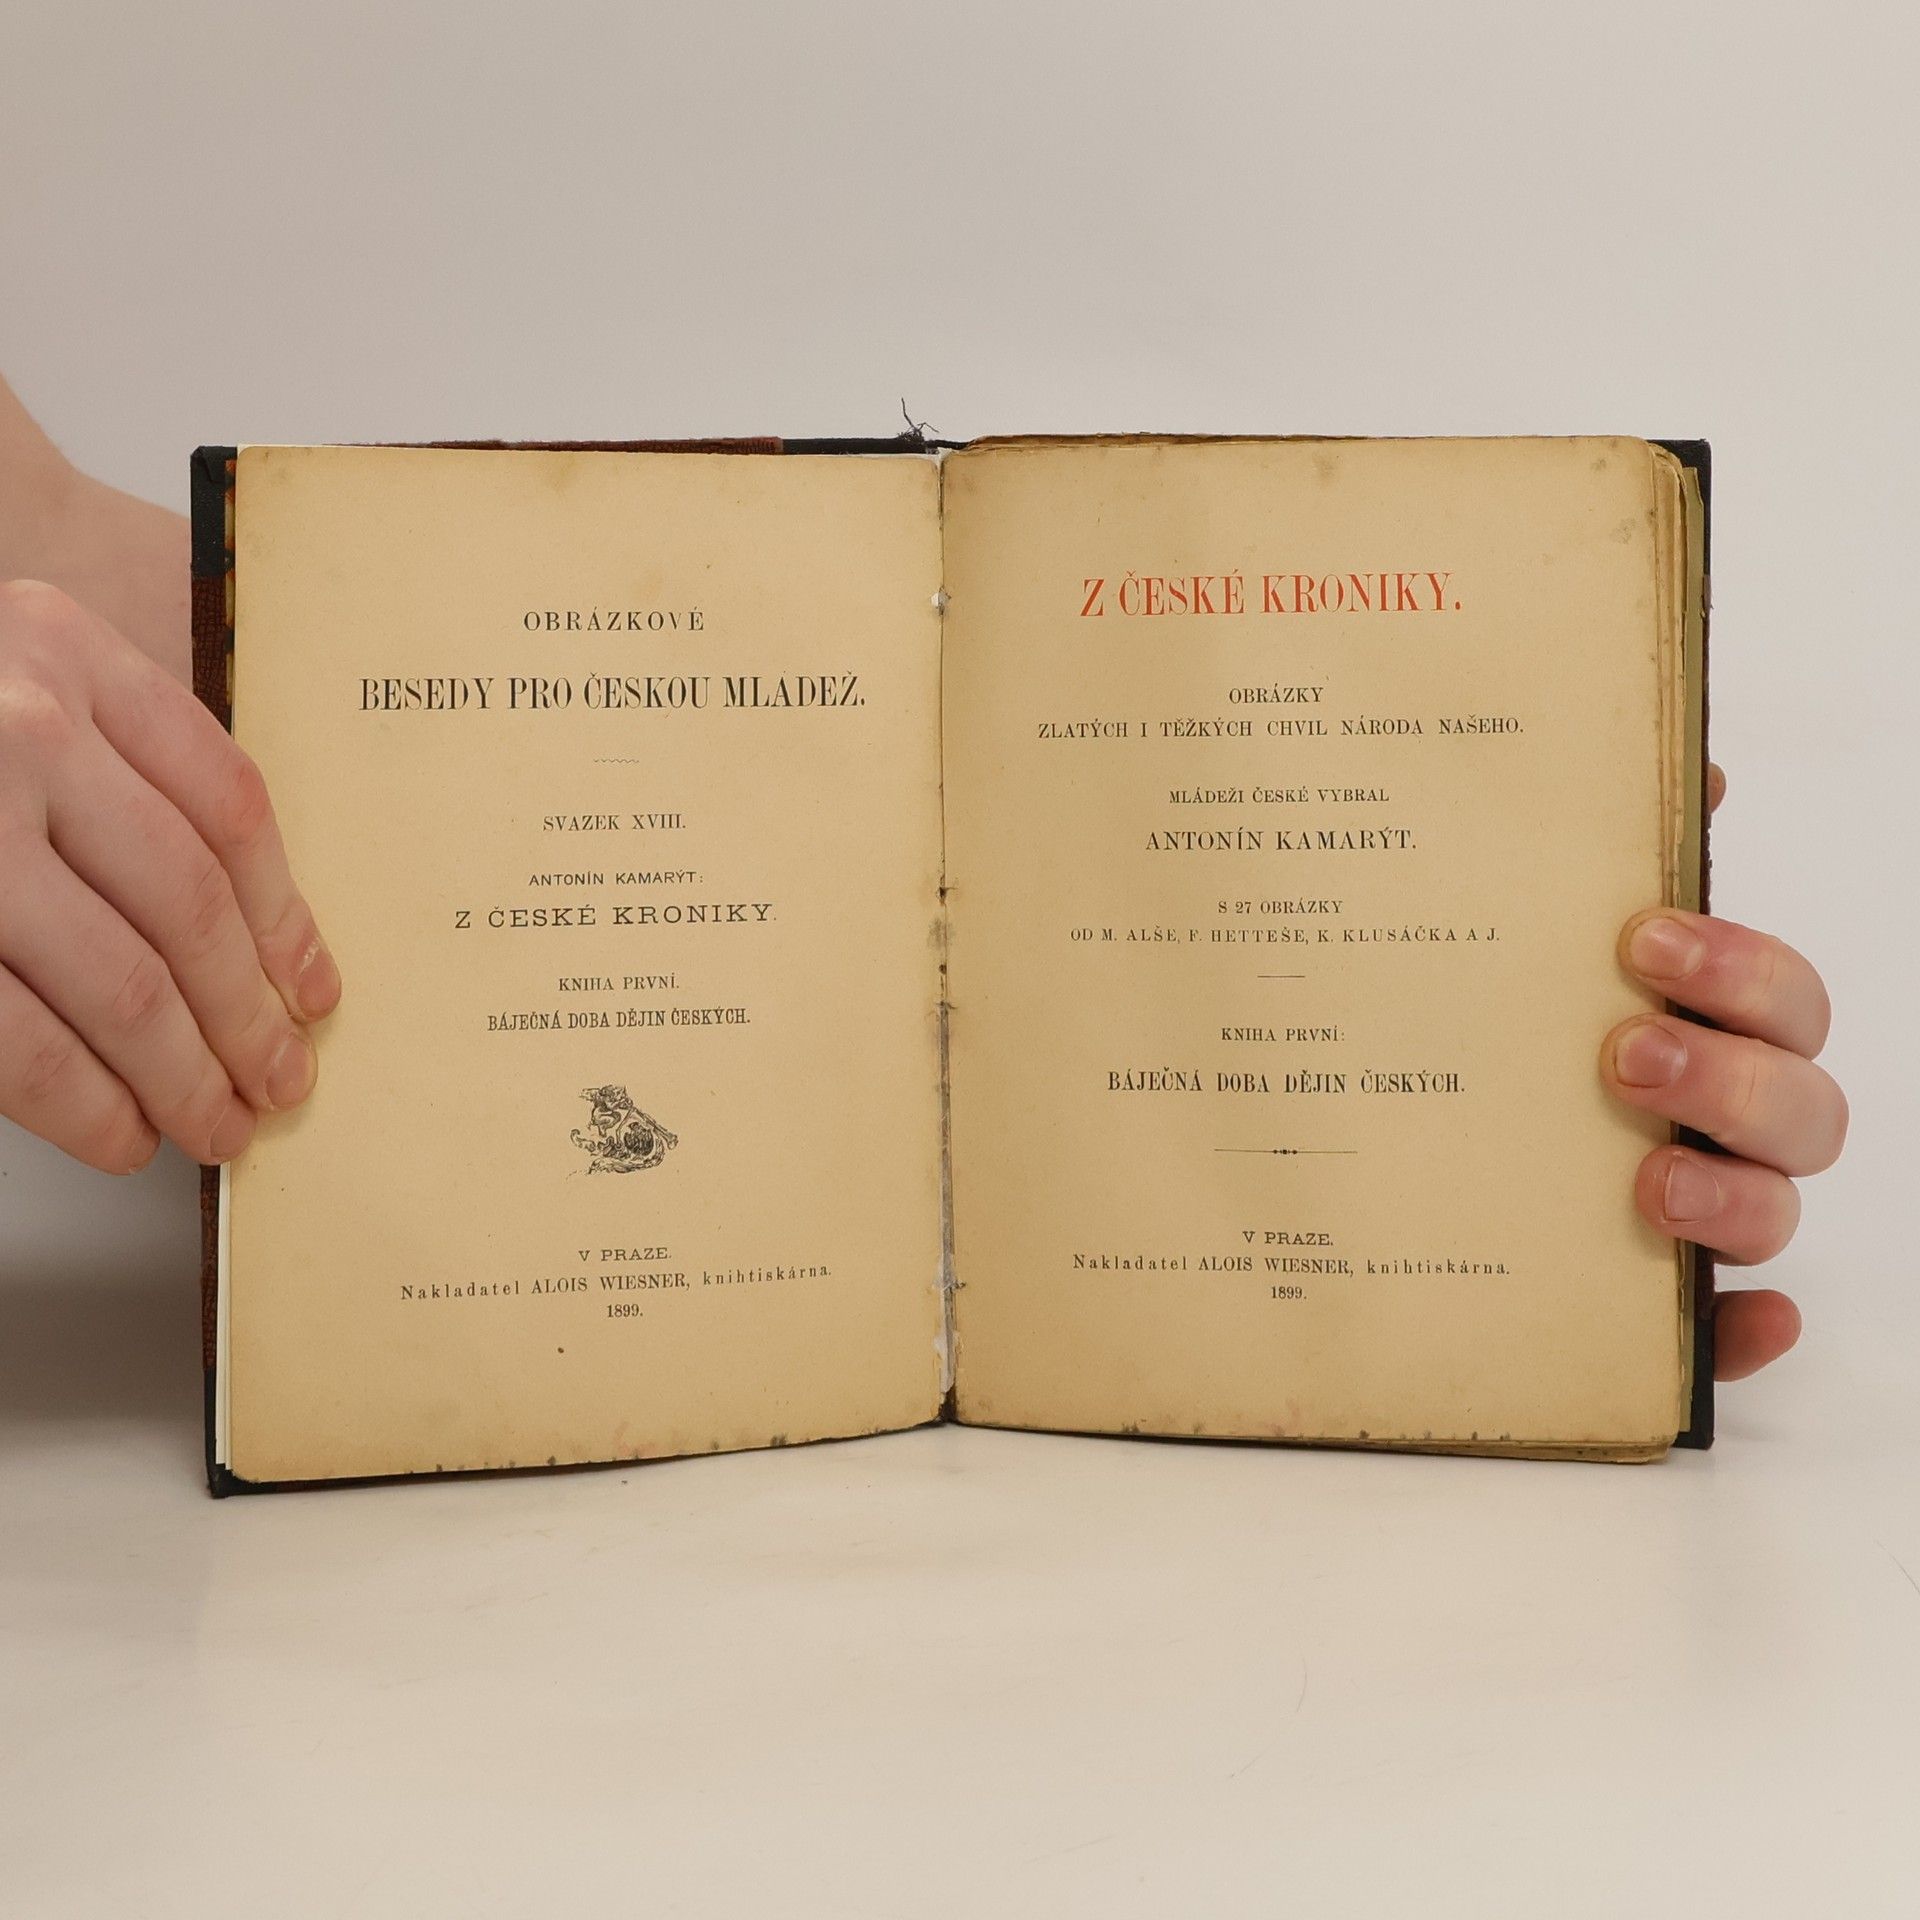 OBRÁZKOVÉ
BESEDY PRO ČESKOU MLÁDEŽ.
SVAZEK XVIII.
ANTONÍN KAMARÝT:
Z ČESKÉ KRONIKY.
KNIHA PRVNÍ.
BÁJEČNÁ DOBA DĚJIN ČESKÝCH.
V PRAZE.
Nakladatel ALOIS WIESNER, knihtiskárna.
1899.
Z ČESKÉ KRONIKY.
OBRÁZKY
ZLATÝCH I TĚŽKÝCH CHVIL NÁRODA NAŠEHO.
MLÁDEŽI ČESKÉ VYBRAL
ANTONÍN KAMARÝT.
S 27 OBRÁZKY
OD M. ALŠE, F. HETTEŠE, K. KLUSÁČKA A J.
KNIHA PRVNÍ:
BÁJEČNÁ DOBA DĚJIN ČESKÝCH.
V PRAZE.
Nakladatel ALOIS WIESNER, knihtiskárna.
1899.